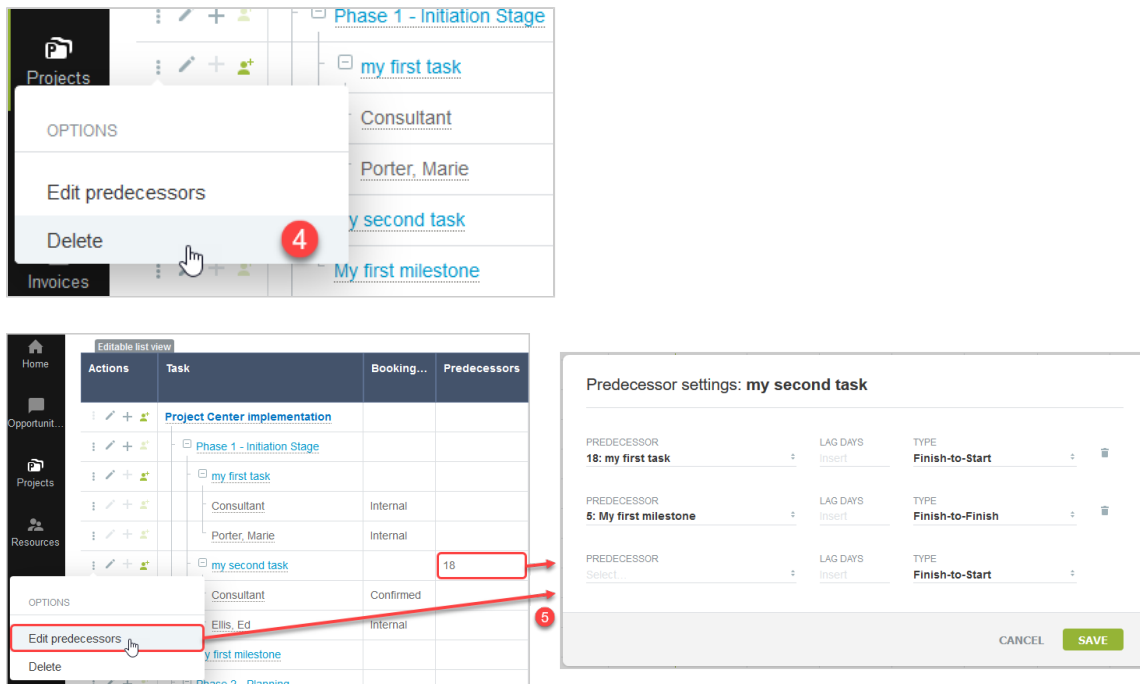 Phase 1 - Initiation Stage
Projects
my first task
OPTIONS
Consultant
Edit predecessors
Porter, Marie
Delete
4
y second task
Invoices
My first milestone
Editable list view
Home
Actions Task Booking... Predecessors
Project Center implementation
Opportunit...
Phase 1 - Initiation Stage
Projects
my first task
Consultant Internal
Resources
Porter, Marie Internal
my second task 18
OPTIONS
Consultant Confirmed
Ellis, Ed Internal
Edit predecessors
y first milestone
Delete
Phase 2 - Planning
5
Predecessor settings: my second task
PREDECESSOR LAG DAYS TYPE
18: my first task Insert Finish-to-Start
PREDECESSOR LAG DAYS TYPE
5: My first milestone Insert Finish-to-Finish
PREDECESSOR LAG DAYS TYPE
Select... Insert Finish-to-Start
CANCEL SAVE